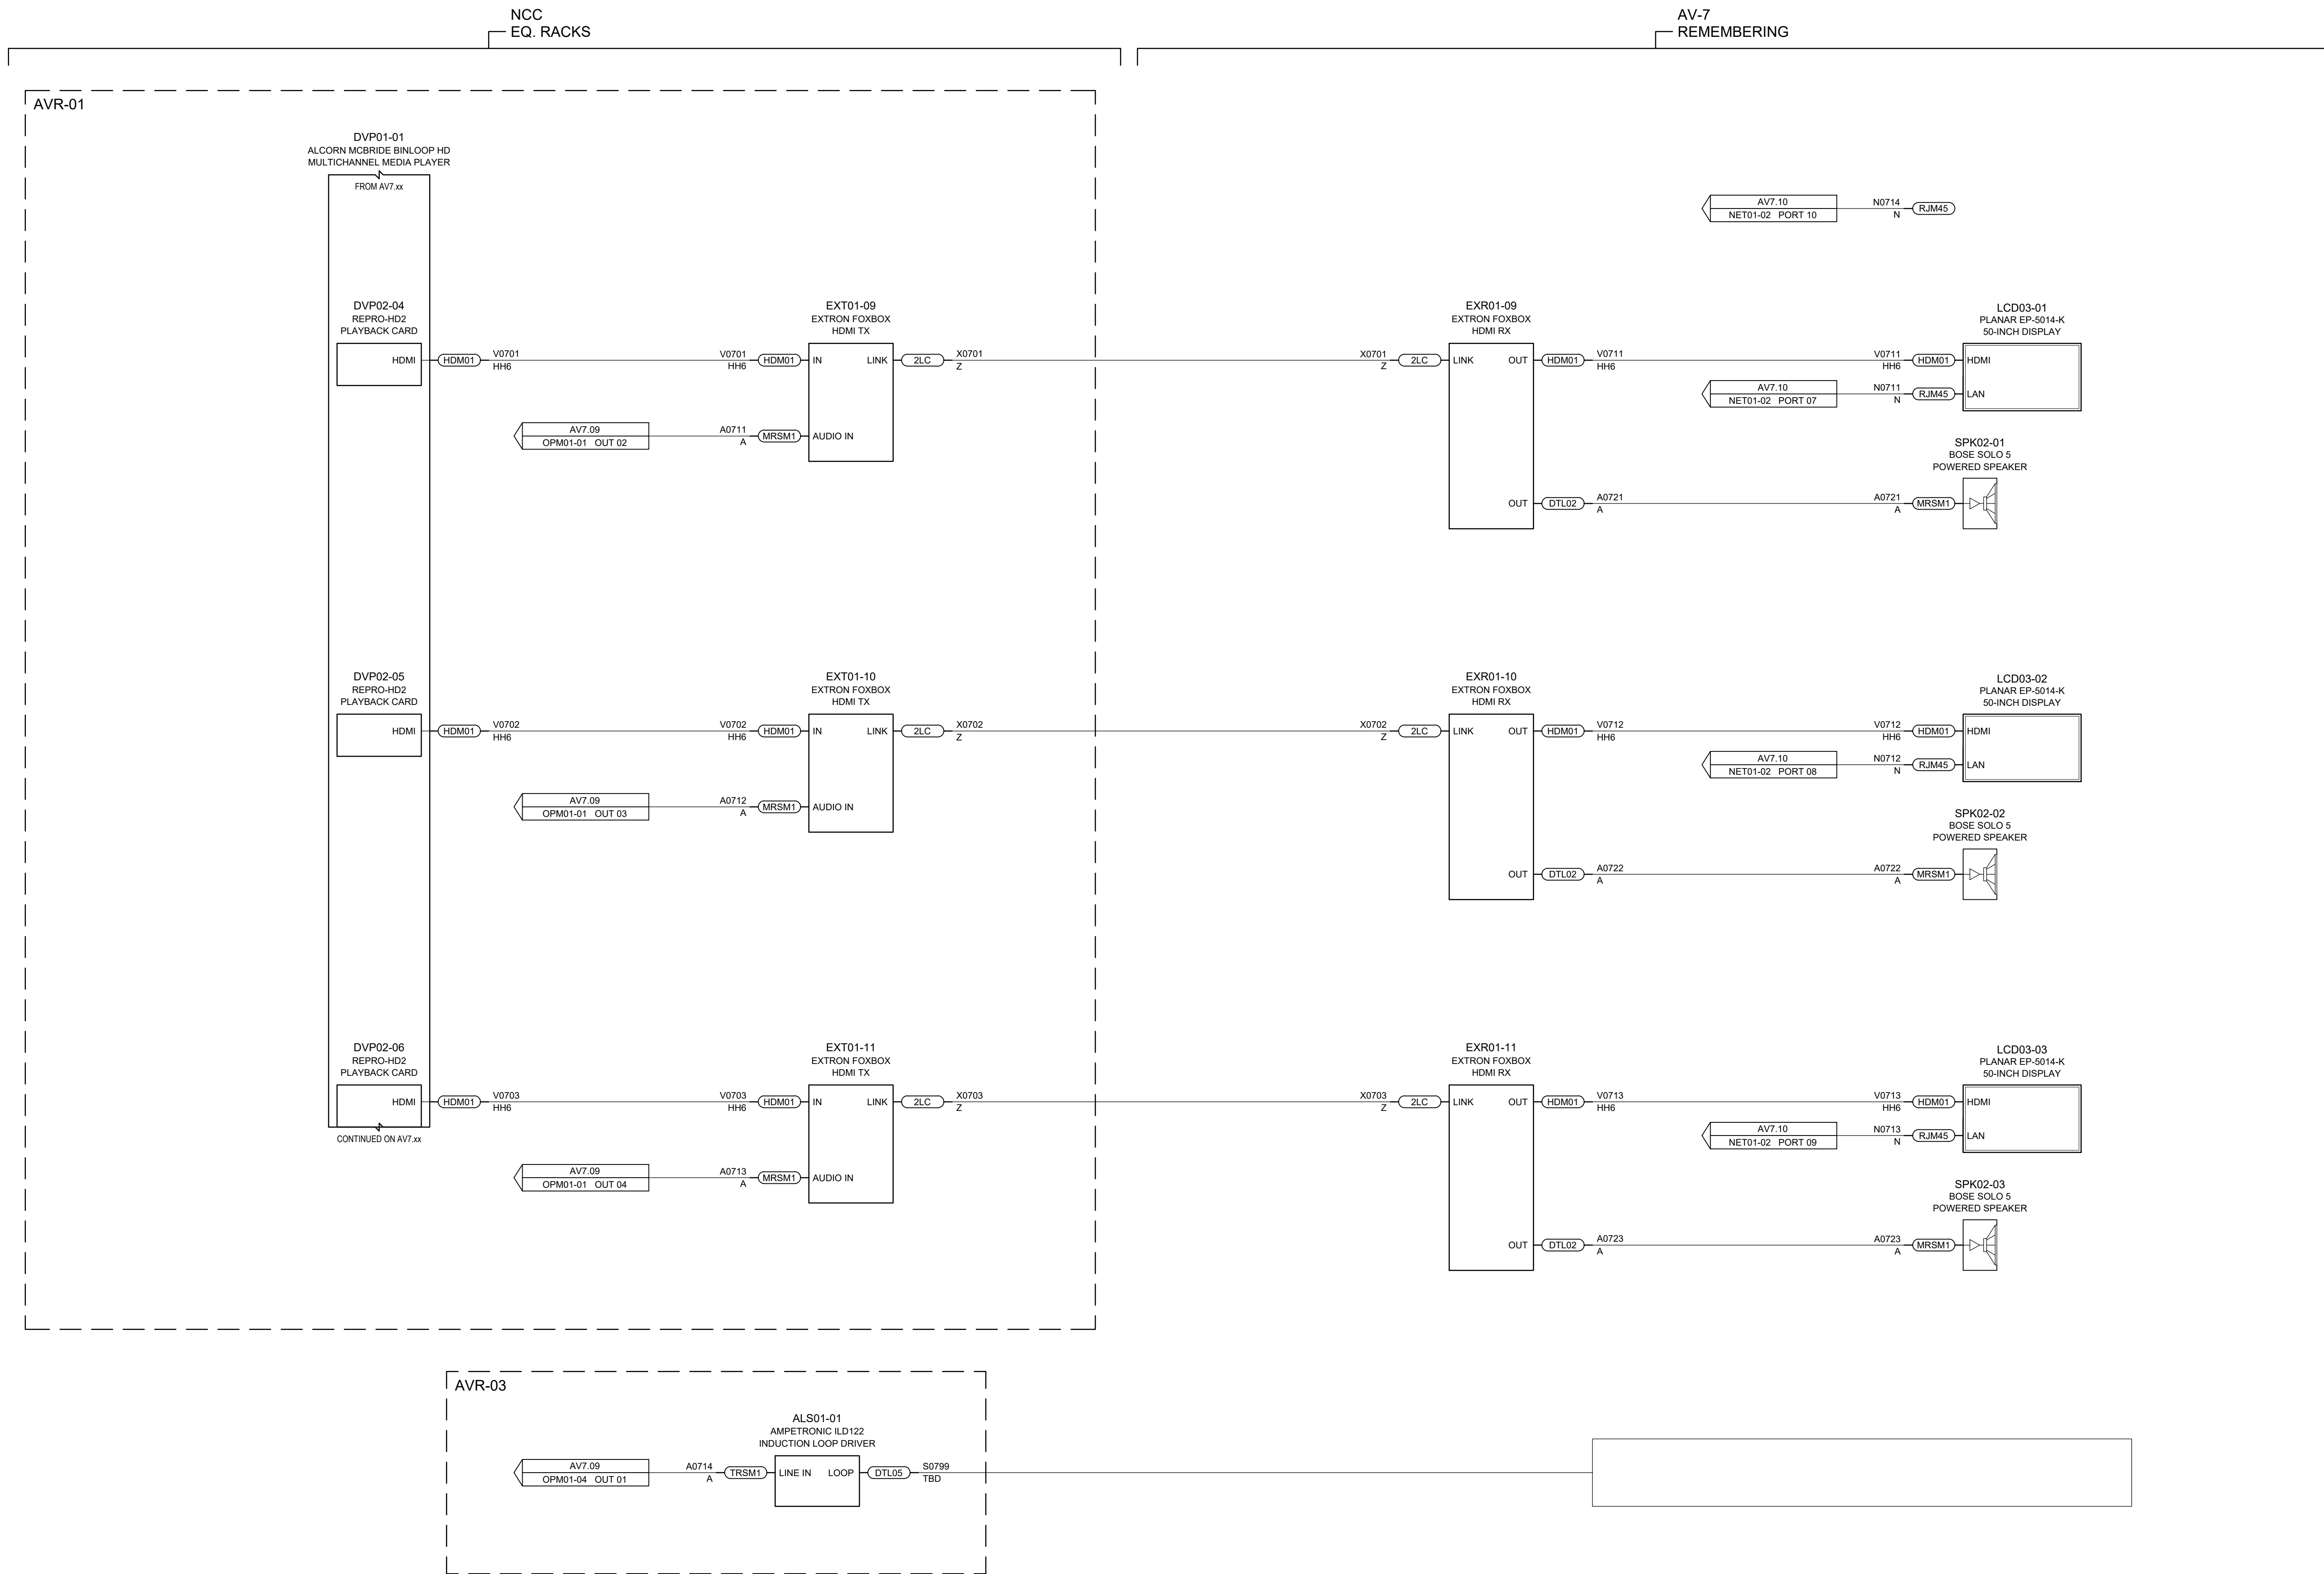 NCC
EQ. RACKS
AV-7
REMEMBERING
AVR-01
DVP01-01
ALCORN MCBRIDE BINLOOP HD
MULTICHANNEL MEDIA PLAYER
FROM AV7.xx
AV7.10
NET01-02 PORT 10
N0714
N
RJM45
DVP02-04
REPRO-HD2
PLAYBACK CARD
HDMI
HDM01
V0701
HH6
V0701
HH6
HDM01
EXT01-09
EXTRON FOXBOX
HDMI TX
IN
LINK
2LC
X0701
Z
AV7.09
OPM01-01 OUT 02
A0711
A
MRSM1
AUDIO IN
X0701
Z
2LC
EXR01-09
EXTRON FOXBOX
HDMI RX
LINK
OUT
HDM01
V0711
HH6
V0711
HH6
HDM01
LCD03-01
PLANAR EP-5014-K
50-INCH DISPLAY
HDMI
AV7.10
NET01-02 PORT 07
N0711
N
RJM45
LAN
SPK02-01
BOSE SOLO 5
POWERED SPEAKER
OUT
DTL02
A0721
A
A0721
A
MRSM1
DVP02-05
REPRO-HD2
PLAYBACK CARD
HDMI
HDM01
V0702
HH6
V0702
HH6
HDM01
EXT01-10
EXTRON FOXBOX
HDMI TX
IN
LINK
2LC
X0702
Z
AV7.09
OPM01-01 OUT 03
A0712
A
MRSM1
AUDIO IN
X0702
Z
2LC
EXR01-10
EXTRON FOXBOX
HDMI RX
LINK
OUT
HDM01
V0712
HH6
V0712
HH6
HDM01
LCD03-02
PLANAR EP-5014-K
50-INCH DISPLAY
HDMI
AV7.10
NET01-02 PORT 08
N0712
N
RJM45
LAN
SPK02-02
BOSE SOLO 5
POWERED SPEAKER
OUT
DTL02
A0722
A
A0722
A
MRSM1
DVP02-06
REPRO-HD2
PLAYBACK CARD
HDMI
CONTINUED ON AV7.xx
HDM01
V0703
HH6
V0703
HH6
HDM01
EXT01-11
EXTRON FOXBOX
HDMI TX
IN
LINK
2LC
X0703
Z
AV7.09
OPM01-01 OUT 04
A0713
A
MRSM1
AUDIO IN
X0703
Z
2LC
EXR01-11
EXTRON FOXBOX
HDMI RX
LINK
OUT
HDM01
V0713
HH6
V0713
HH6
HDM01
LCD03-03
PLANAR EP-5014-K
50-INCH DISPLAY
HDMI
AV7.10
NET01-02 PORT 09
N0713
N
RJM45
LAN
SPK02-03
BOSE SOLO 5
POWERED SPEAKER
OUT
DTL02
A0723
A
A0723
A
MRSM1
AVR-03
ALS01-01
AMPETRONIC ILD122
INDUCTION LOOP DRIVER
AV7.09
OPM01-04 OUT 01
A0714
A
TRSM1
LINE IN
LOOP
DTL05
S0799
TBD